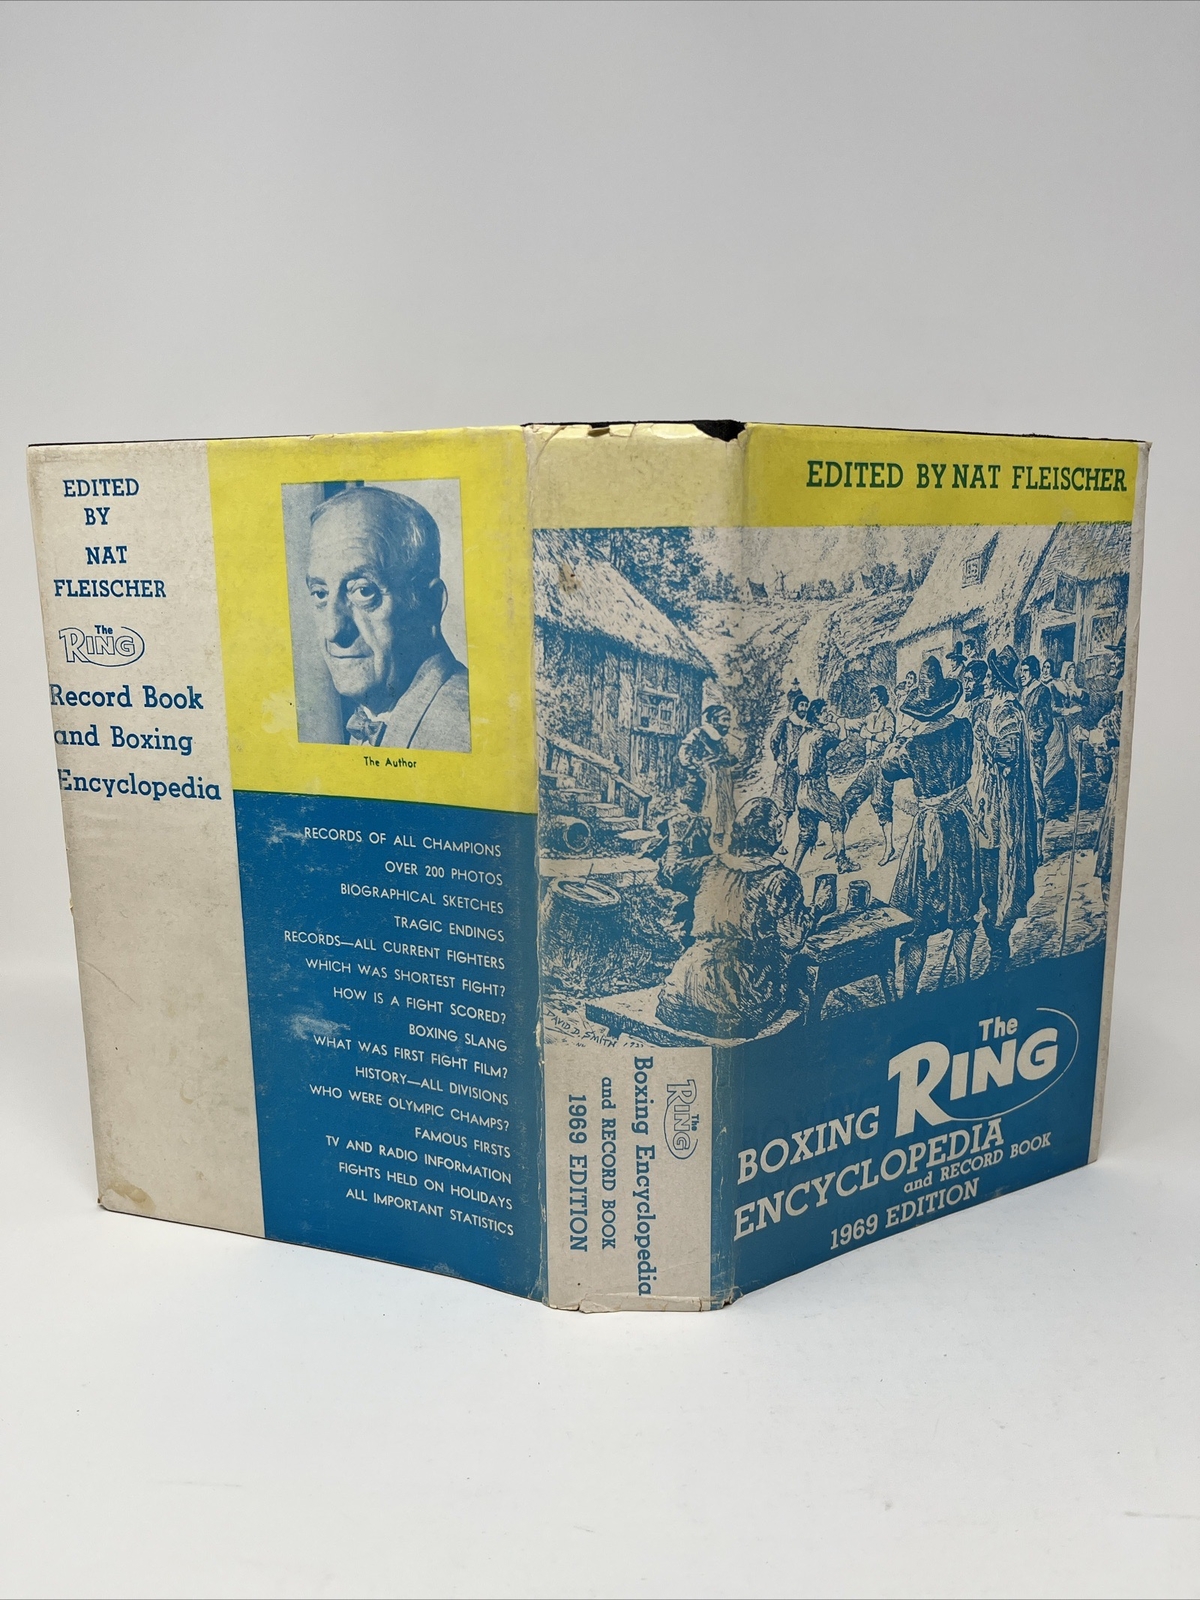 EDITED
BY
NAT
FLEISCHER
The
RING
Record Book
and Boxing
Encyclopedia
The Author
RECORDS OF ALL CHAMPIONS
OVER 200 PHOTOS
BIOGRAPHICAL SKETCHES
TRAGIC ENDINGS
RECORDS—ALL CURRENT FIGHTERS
WHICH WAS SHORTEST FIGHT?
HOW IS A FIGHT SCORED?
BOXING SLANG
WHAT WAS FIRST FIGHT FILM?
HISTORY—ALL DIVISIONS
WHO WERE OLYMPIC CHAMPS?
FAMOUS FIRSTS
TV AND RADIO INFORMATION
FIGHTS HELD ON HOLIDAYS
ALL IMPORTANT STATISTICS
DAVID D. SMITH
The
RING
Boxing Encyclopedia
and RECORD BOOK
1969 EDITION
EDITED BY NAT FLEISCHER
The
RING
BOXING
ENCYCLOPEDIA
and RECORD BOOK
1969 EDITION